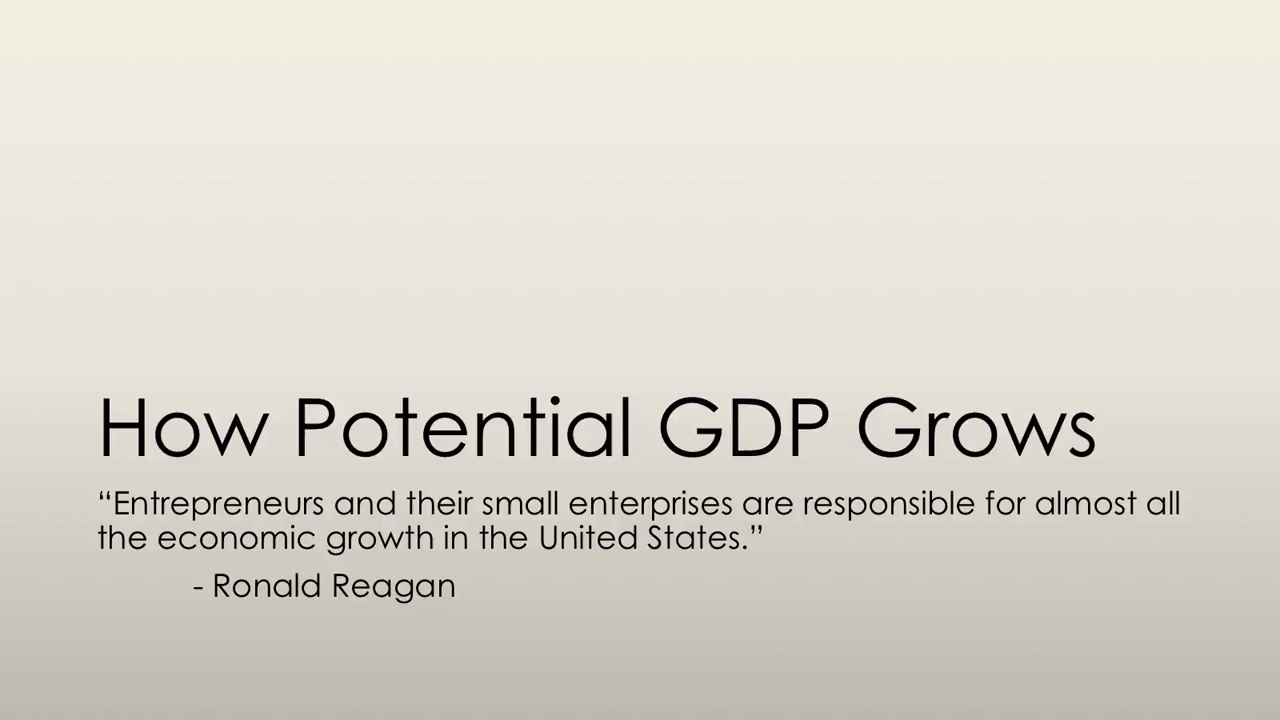 How Potential GDP Grows
“Entrepreneurs and their small enterprises are responsible for almost all
the economic growth in the United States.”
- Ronald Reagan